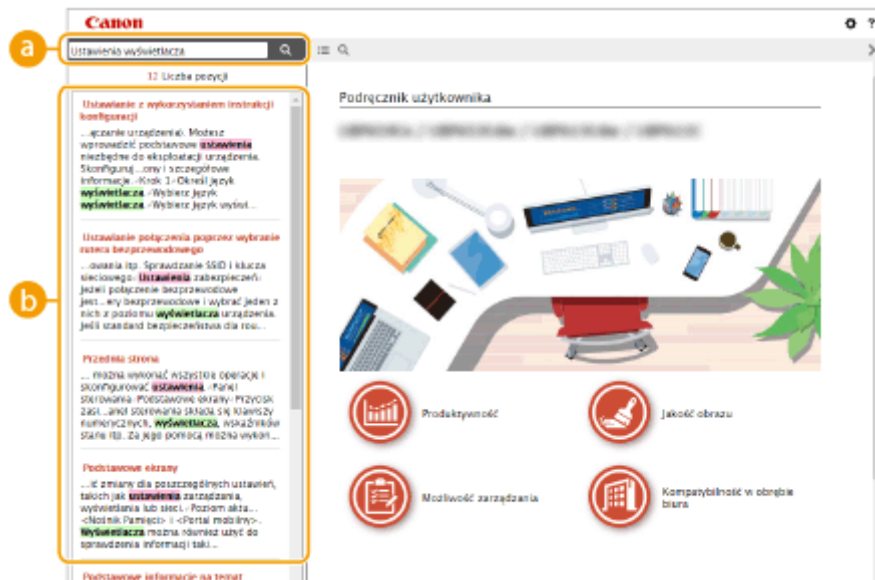 Canon
?
a
Ustawienia wyświetlacza
12 Liczba pozycji
b
Ustawianie z wykorzystaniem instrukcji
konfiguracji
...ączanie urządzenia). Możesz
wprowadzić podstawowe ustawienia
niezbędne do eksploatacji urządzenia.
Skonfiguruj...ony i szczegółowe
informacje.-Krok 1-Określ język
wyświetlacza.-Wybierz język
wyświetlacza.-Wybierz język wyświ...
Ustawianie połączenia poprzez wybranie
rutera bezprzewodowego
...owania itp. Sprawdzanie SSID i klucza
sieciowego- Ustawienia zabezpieczeń-
Jeżeli połączenie bezprzewodowe
jest...ery bezprzewodowe i wybrać jeden z
nich z poziomu wyświetlacza urządzenia.
Jeśli standard bezpieczeństwa dla rou...
Przednia strona
... można wykonać wszystkie operacje i
skonfigurować ustawienia.-Panel
sterowania-Podstawowe ekrany-Przycisk
zasi...anel sterowania składa się klawiszy
numerycznych, wyświetlacza, wskaźników
stanu itp. Za jego pomocą można wykon...
Podstawowe ekrany
...ić zmiany dla poszczególnych ustawień,
takich jak ustawienia zarządzania,
wyświetlania lub sieci.-Poziom aktu...
<Nośnik Pamięci> i <Portal mobilny>.
Wyświetlacza można również użyć do
sprawdzenia informacji taki...
Podstawowe informacje na temat
Podręcznik użytkownika
Produktywność
Jakość obrazu
Możliwość zarządzania
Kompatybilność w obrębie
biura